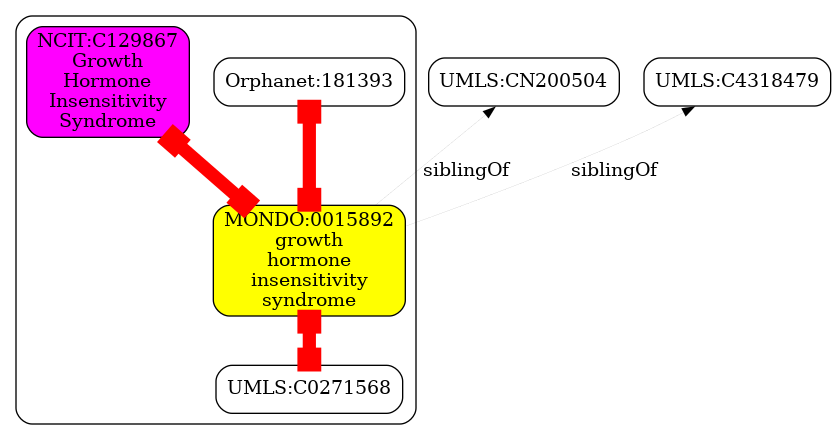 NCIT:C129867
Growth
Hormone
Insensitivity
Syndrome
Orphanet:181393
UMLS:CN200504
UMLS:C4318479
siblingOf
siblingOf
MONDO:0015892
growth
hormone
insensitivity
syndrome
UMLS:C0271568